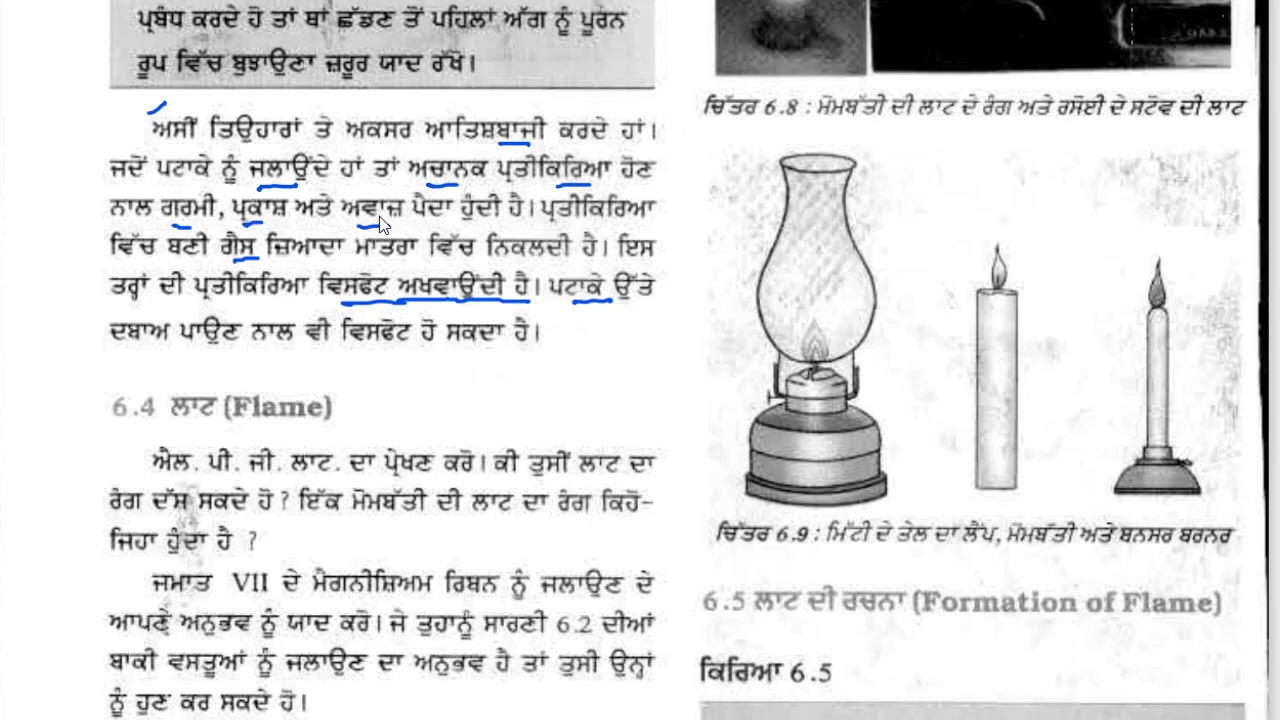 ਪ੍ਰਬੰਧ ਕਰਦੇ ਹੋ ਤਾਂ ਥਾਂ ਛੱਡਣ ਤੋਂ ਪਹਿਲਾਂ ਅੱਗ ਨੂੰ ਪੂਰਨ
ਰੂਪ ਵਿੱਚ ਬੁਝਾਉਣਾ ਜ਼ਰੂਰ ਯਾਦ ਰੱਖੋ।
ਅਸੀਂ ਤਿਉਹਾਰਾਂ ਤੇ ਅਕਸਰ ਆਤਿਸ਼ਬਾਜੀ ਕਰਦੇ ਹਾਂ।
ਜਦੋਂ ਪਟਾਕੇ ਨੂੰ ਜਲਾਉਂਦੇ ਹਾਂ ਤਾਂ ਅਚਾਨਕ ਪ੍ਰਤੀਕਿਰਿਆ ਹੋਣ
ਨਾਲ ਗਰਮੀ, ਪ੍ਰਕਾਸ਼ ਅਤੇ ਅਵਾਜ਼ ਪੈਦਾ ਹੁੰਦੀ ਹੈ। ਪ੍ਰਤੀਕਿਰਿਆ
ਵਿੱਚ ਬਣੀ ਗੈਸ ਜ਼ਿਆਦਾ ਮਾਤਰਾ ਵਿੱਚ ਨਿਕਲਦੀ ਹੈ। ਇਸ
ਤਰ੍ਹਾਂ ਦੀ ਪ੍ਰਤੀਕਿਰਿਆ ਵਿਸਫੋਟ ਅਖਵਾਉਂਦੀ ਹੈ। ਪਟਾਕੇ ਉੱਤੇ
ਦਬਾਅ ਪਾਉਣ ਨਾਲ ਵੀ ਵਿਸਫੋਟ ਹੋ ਸਕਦਾ ਹੈ।
6.4 ਲਾਟ (Flame)
ਐਲ. ਪੀ. ਜੀ. ਲਾਟ. ਦਾ ਪ੍ਰੇਖਣ ਕਰੋ। ਕੀ ਤੁਸੀਂ ਲਾਟ ਦਾ
ਰੰਗ ਦੱਸ ਸਕਦੇ ਹੋ? ਇੱਕ ਮੋਮਬੱਤੀ ਦੀ ਲਾਟ ਦਾ ਰੰਗ ਕਿਹੋ-
ਜਿਹਾ ਹੁੰਦਾ ਹੈ ?
ਜਮਾਤ VII ਦੇ ਮੈਗਨੀਸ਼ਿਅਮ ਰਿਬਨ ਨੂੰ ਜਲਾਉਣ ਦੇ
ਆਪਣੇ ਅਨੁਭਵ ਨੂੰ ਯਾਦ ਕਰੋ। ਜੇ ਤੁਹਾਨੂੰ ਸਾਰਣੀ 6.2 ਦੀਆਂ
ਬਾਕੀ ਵਸਤੂਆਂ ਨੂੰ ਜਲਾਉਣ ਦਾ ਅਨੁਭਵ ਹੈ ਤਾਂ ਤੁਸੀ ਉਨ੍ਹਾਂ
ਨੂੰ ਹੁਣ ਕਰ ਸਕਦੇ ਹੋ।
ਚਿੱਤਰ 6.8 : ਮੋਮਬੱਤੀ ਦੀ ਲਾਟ ਦੇ ਰੰਗ ਅਤੇ ਰਸੋਈ ਦੇ ਸਟੋਵ ਦੀ ਲਾਟ
ਚਿੱਤਰ 6.9 : ਮਿੱਟੀ ਦੇ ਤੇਲ ਦਾ ਲੈਂਪ, ਮੋਮਬੱਤੀ ਅਤੇ ਬਨਸਰ ਬਰਨਰ
6.5 ਲਾਟ ਦੀ ਰਚਨਾ (Formation of Flame)
ਕਿਰਿਆ 6.5